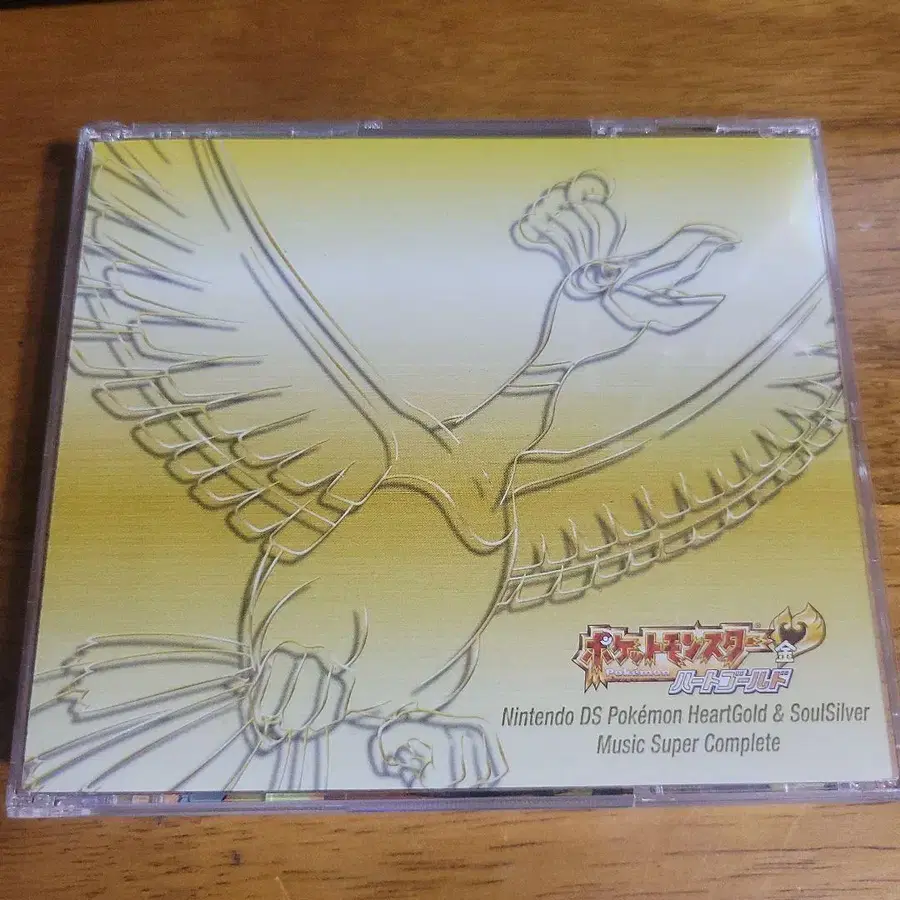 ポケットモンスター
Pokémon
金
ハートゴールド
Nintendo DS Pokémon HeartGold & SoulSilver
Music Super Complete